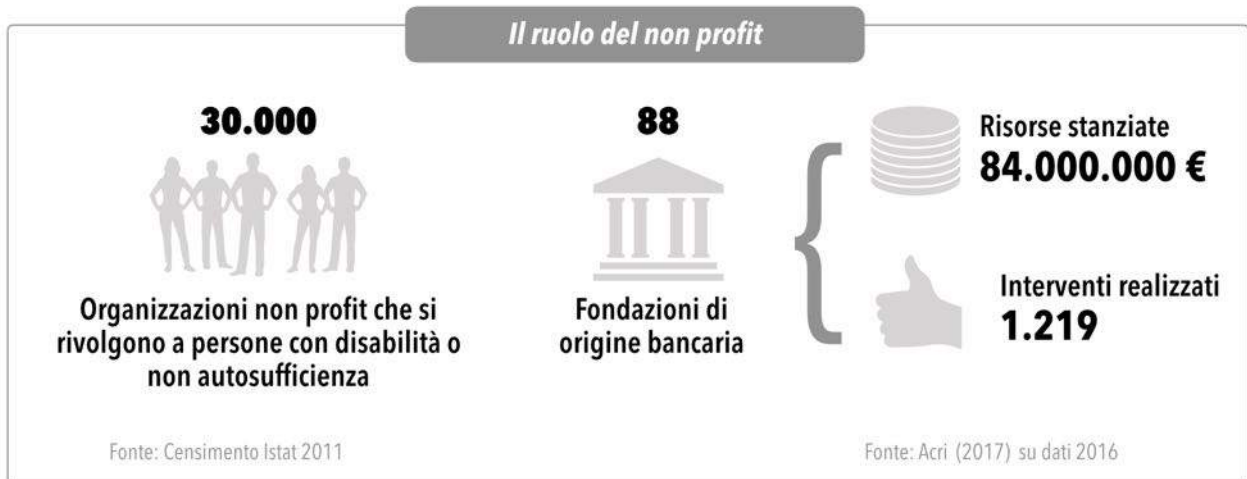 Il ruolo del non profit
30.000
Organizzazioni non profit che si
rivolgono a persone con disabilità o
non autosufficienza
Fonte: Censimento Istat 2011
88
Fondazioni di
origine bancaria
Risorse stanziate
84.000.000 €
Interventi realizzati
1.219
Fonte: Acri (2017) su dati 2016